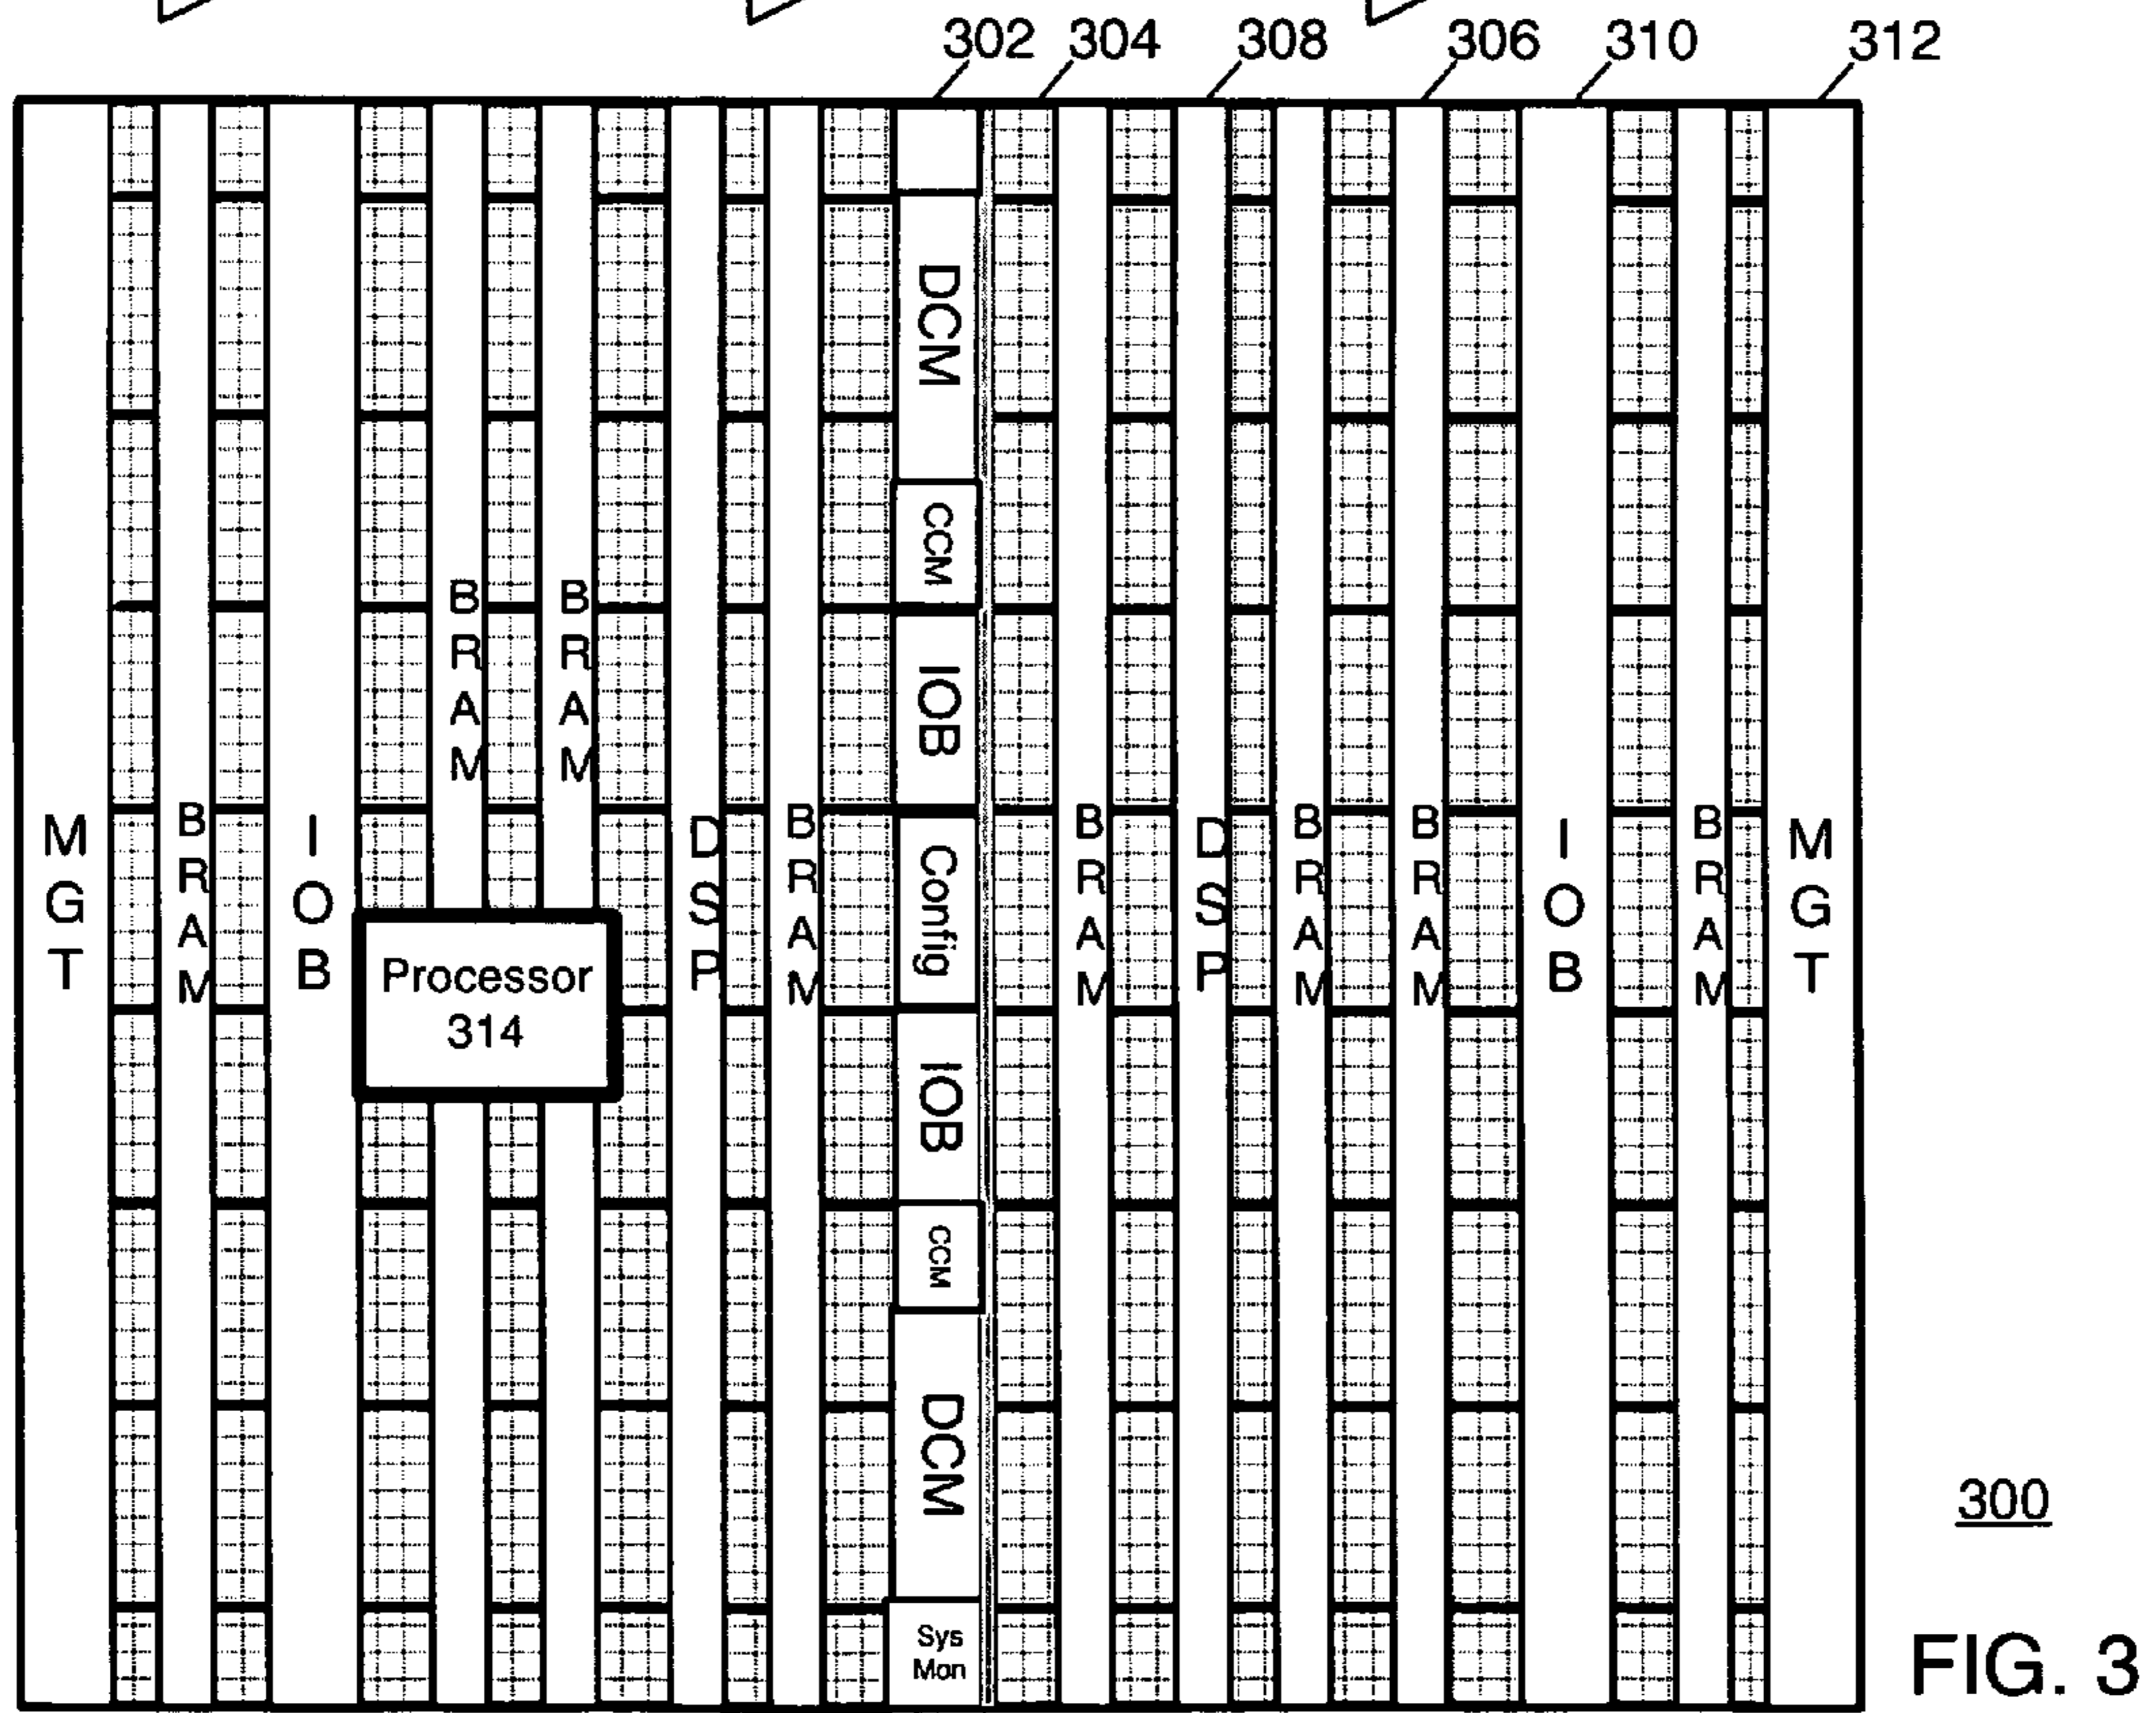 302 304 308 306 310 312
MGT
BRAM
IOB
BRAM
BRAM
Processor
314
DSP
BRAM
DCM
CCM
IOB
Config
IOB
CCM
DCM
Sys
Mon
BRAM
DSP
BRAM
BRAM
IOB
BRAM
MGT
300
FIG. 3